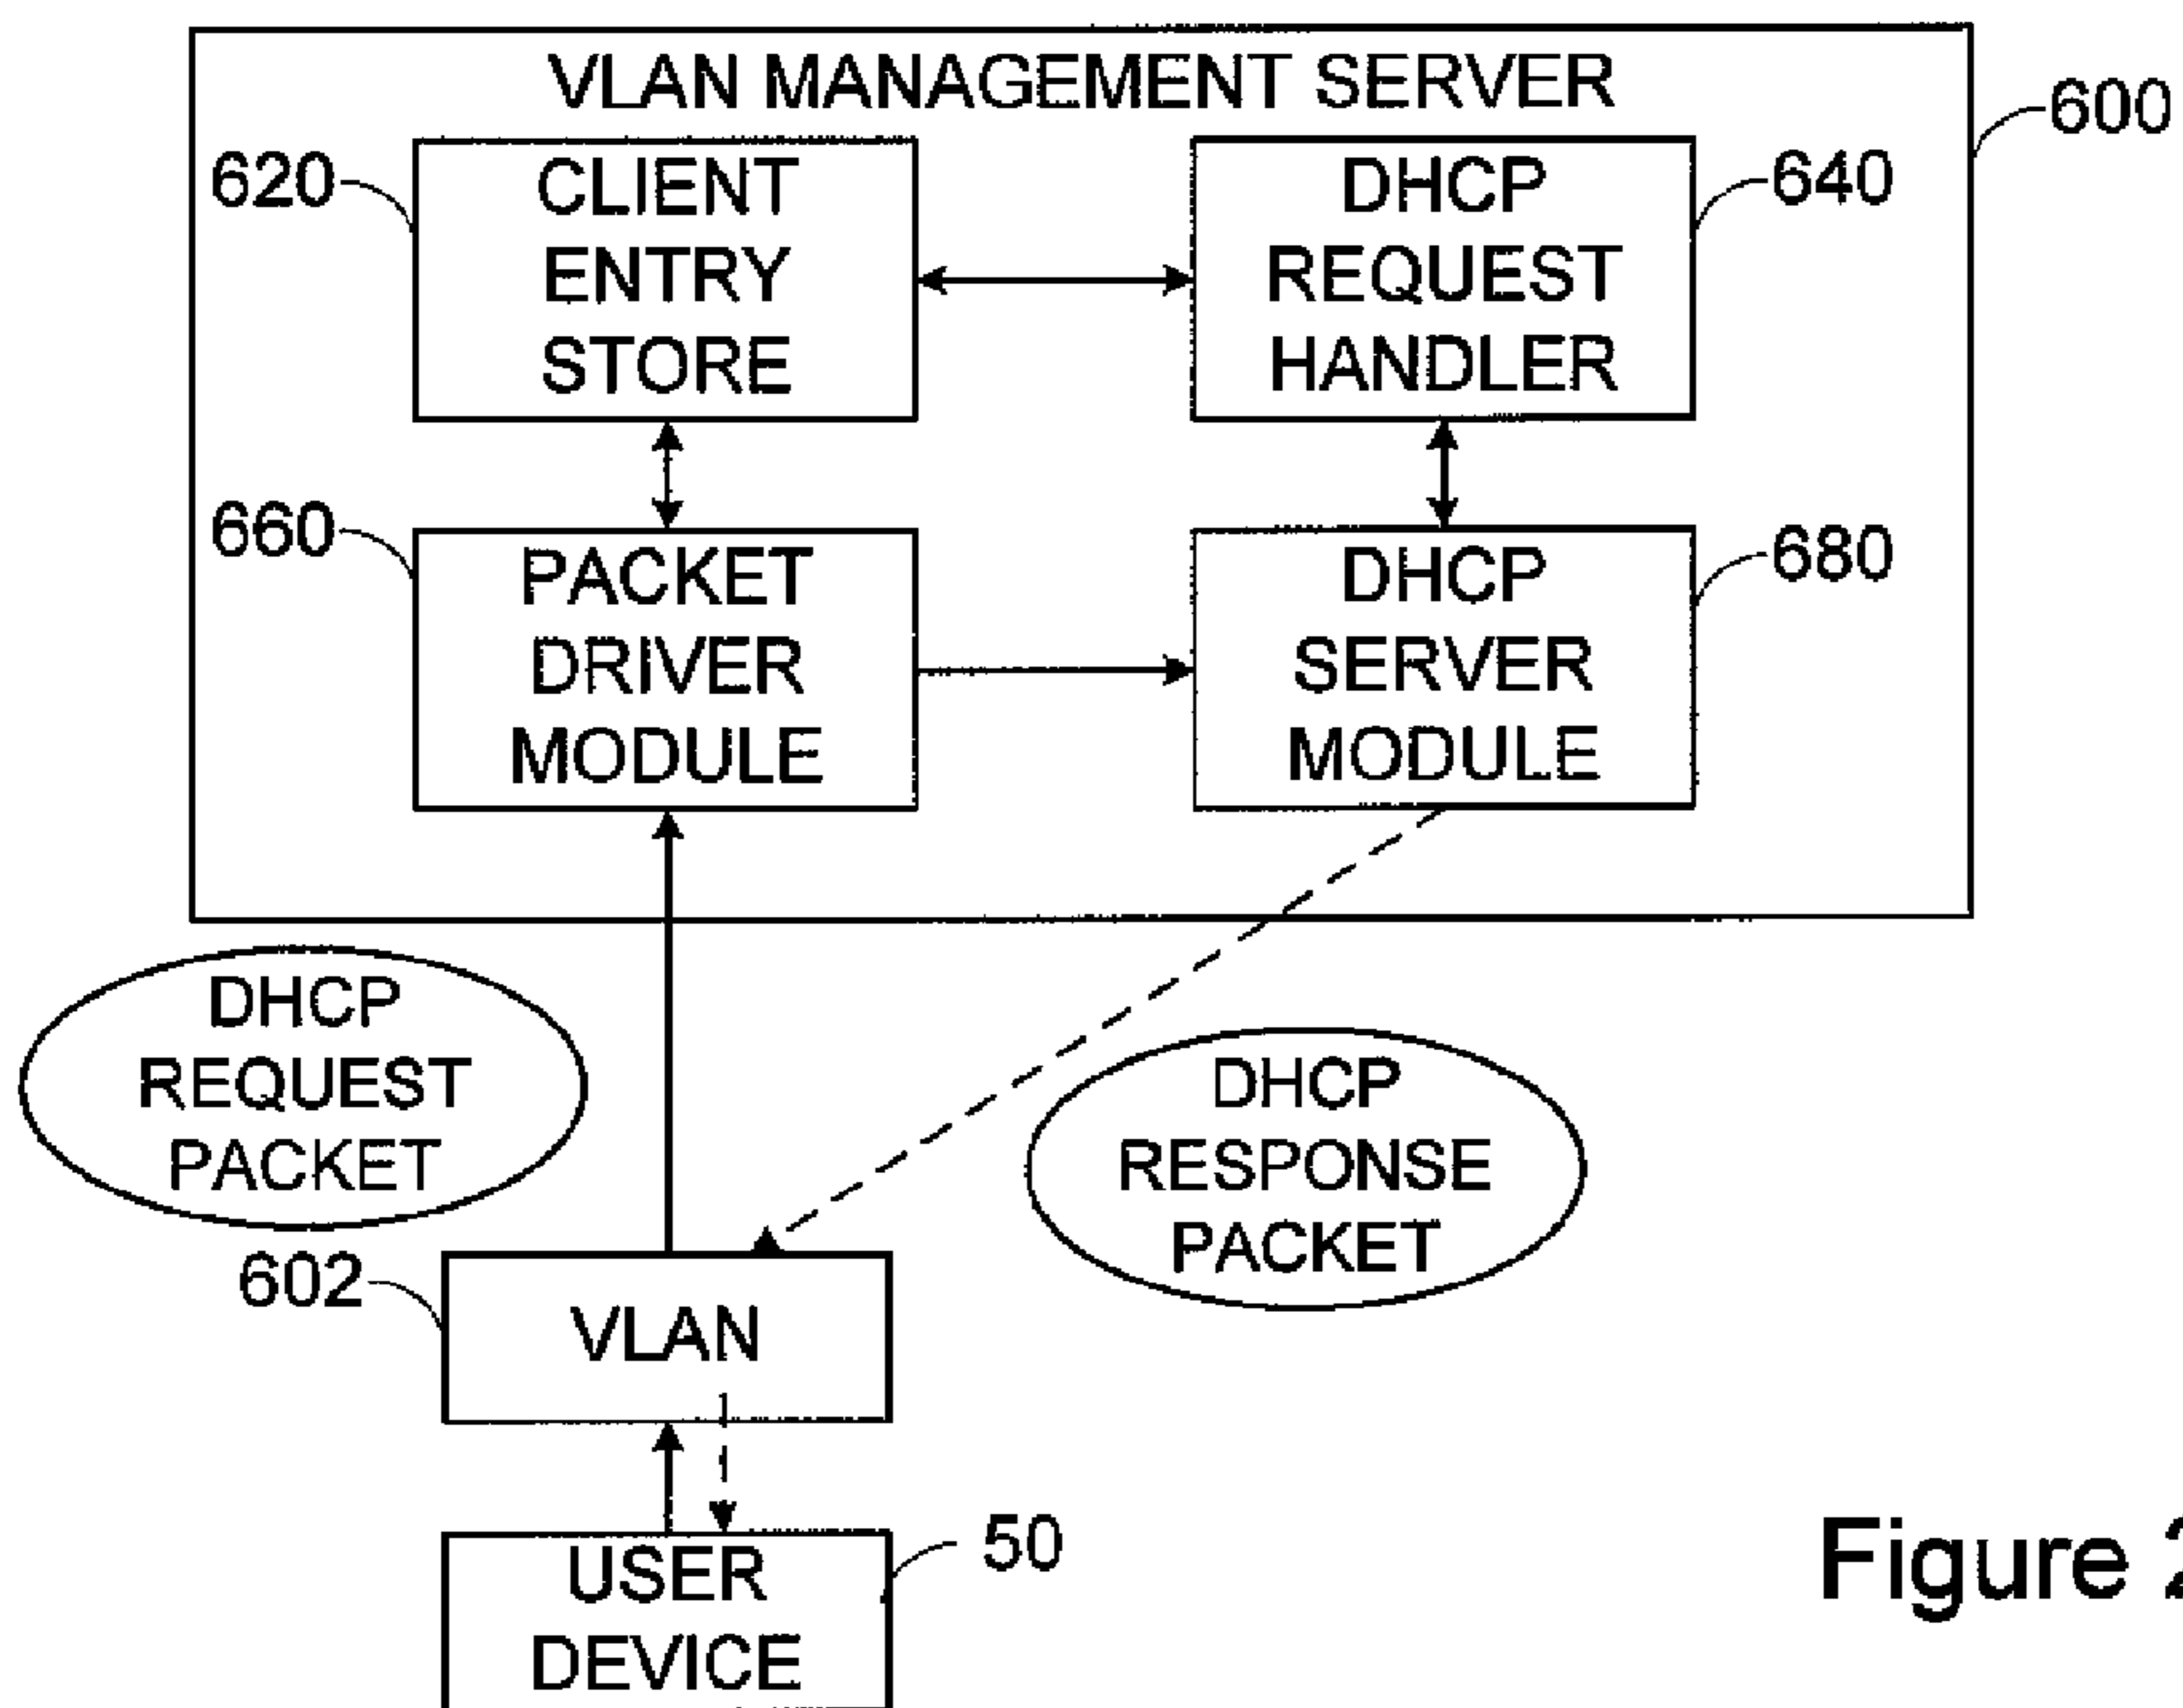 VLAN MANAGEMENT SERVER
600
620
CLIENT
ENTRY
STORE
DHCP
REQUEST
HANDLER
640
660
PACKET
DRIVER
MODULE
DHCP
SERVER
MODULE
680
DHCP
REQUEST
PACKET
DHCP
RESPONSE
PACKET
602
VLAN
50
USER
DEVICE
Figure